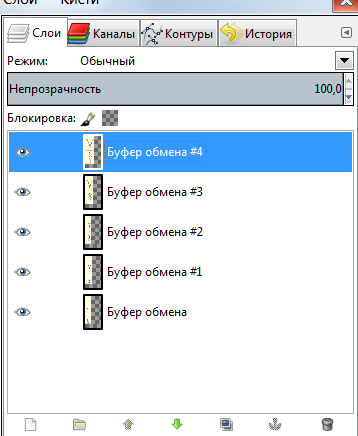 Слои Кисти
Слои Каналы Контуры История
Режим: Обычный
Непрозрачность 100,0
Блокировка:
Буфер обмена #4
Буфер обмена #3
Буфер обмена #2
Буфер обмена #1
Буфер обмена